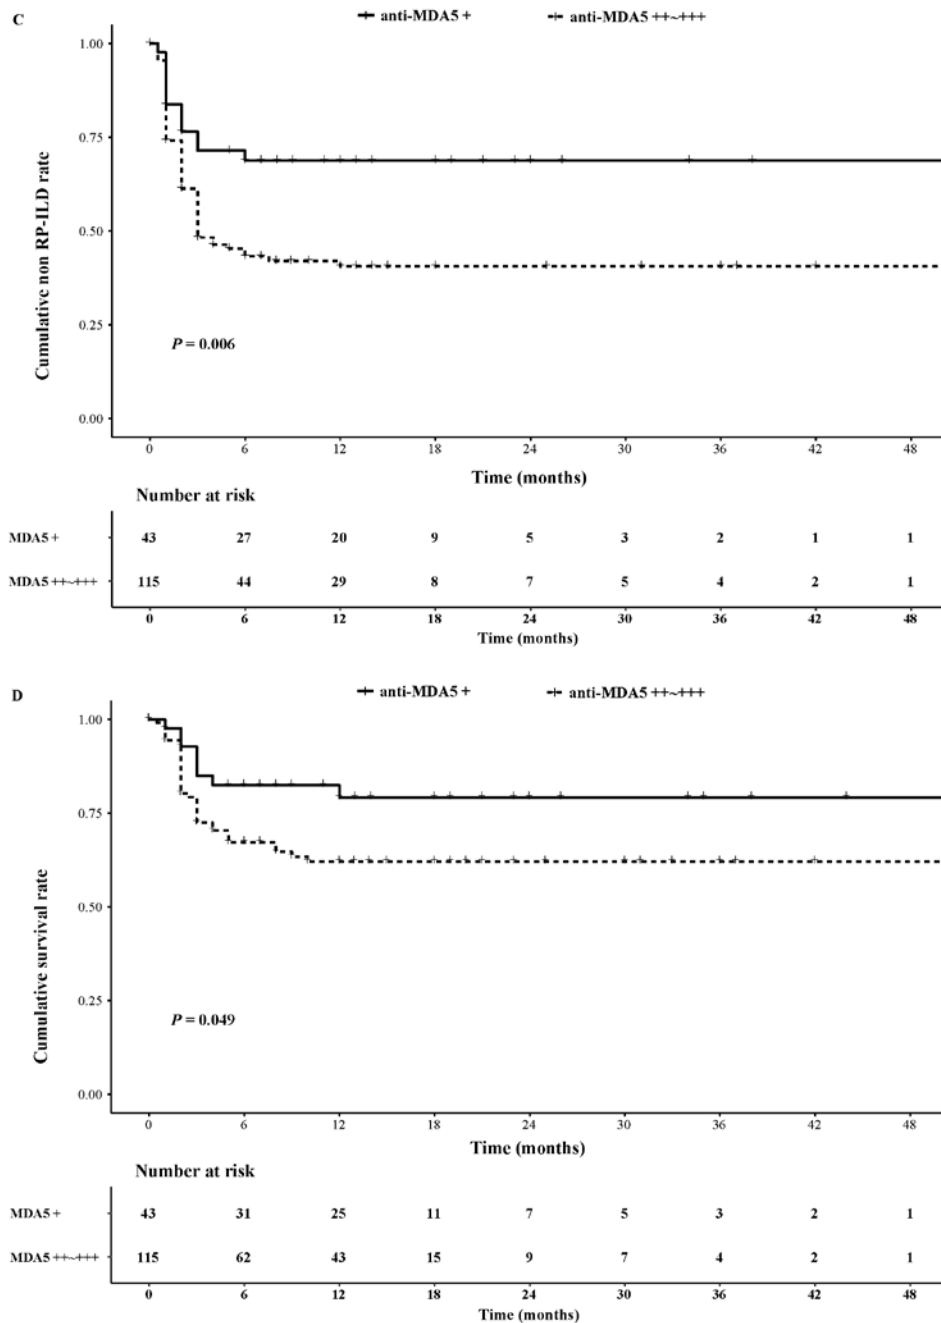 C
anti-MDA5 + anti-MDA5 ++~+++
1.00
0.75
0.50
0.25
0.00
Cumulative non RP-ILD rate
P = 0.006
0 6 12 18 24 30 36 42 48
Time (months)
Number at risk
MDA5 + 43 27 20 9 5 3 2 1 1
MDA5 ++~+++ 115 44 29 8 7 5 4 2 1
0 6 12 18 24 30 36 42 48
Time (months)
D
anti-MDA5 + anti-MDA5 ++~+++
1.00
0.75
0.50
0.25
0.00
Cumulative survival rate
P = 0.049
0 6 12 18 24 30 36 42 48
Time (months)
Number at risk
MDA5 + 43 31 25 11 7 5 3 2 1
MDA5 ++~+++ 115 62 43 15 9 7 4 2 1
0 6 12 18 24 30 36 42 48
Time (months)